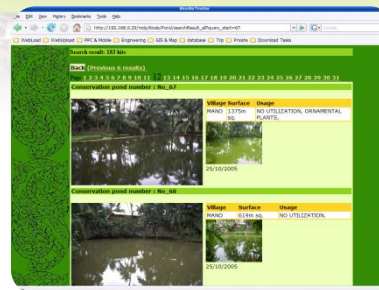 Mozilla Firefox
File Edit View History Bookmarks Tools Help
WebLoad WebUpload PPC & Mobile Engineering GIS & Map database Trip Private Download Tasks
Search result: 183 hits
Back (Previous 6 results)
Page 1 2 3 4 5 6 7 8 9 10 11 12 13 14 15 16 17 18 19 20 21 22 23 24 25 26 27 28 29 30 31
Conservation pond number : No_67
Village Surface Usage
MANO 1375m sq. NO UTILIZATION, ORNAMENTAL PLANTS.
25/10/2005
Conservation pond number : No_68
Village Surface Usage
MANO 619m sq. NO UTILIZATION.
25/10/2005